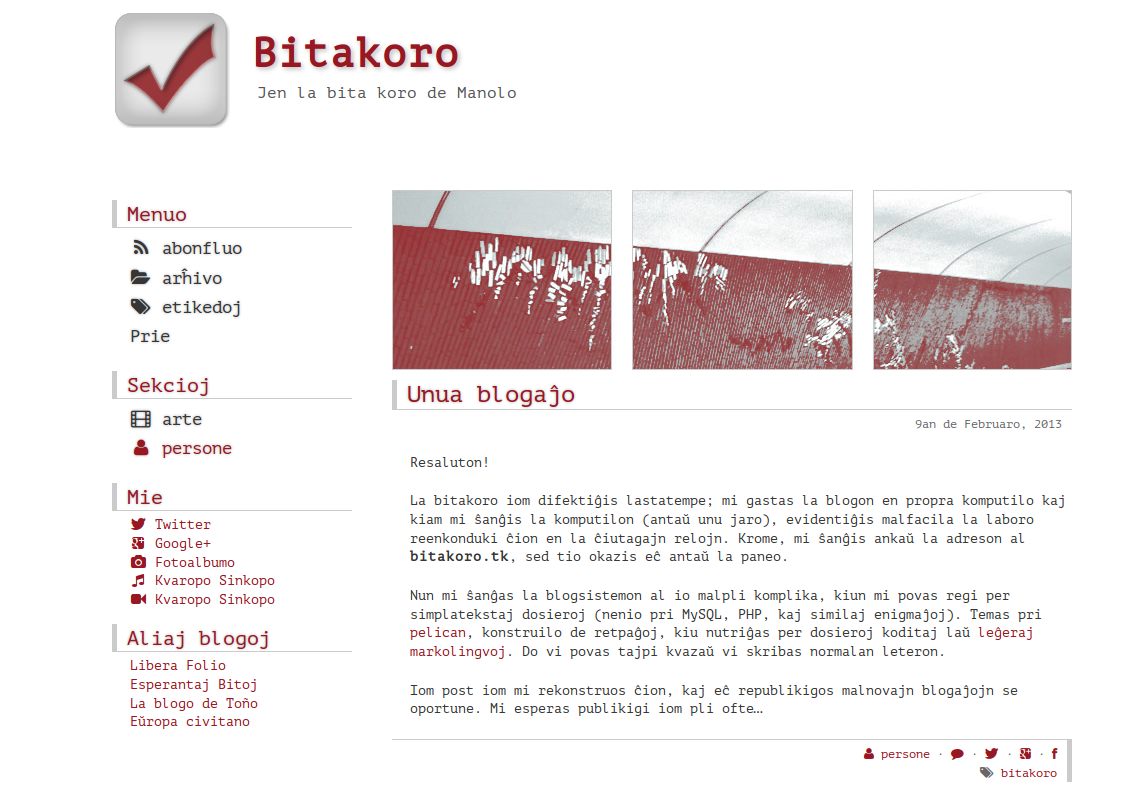 Bitakoro
Jen la bita koro de Manolo
Menuo
abonfluo
arĥivo
etikedoj
Prie
Sekcioj
arte
persone
Mie
Twitter
Google+
Fotoalbumo
Kvaropo Sinkopo
Kvaropo Sinkopo
Aliaj blogoj
Libera Folio
Esperantaj Bitoj
La blogo de Toño
Eŭropa civitano
Unua blogaĵo
9an de Februaro, 2013
Resaluton!
La bitakoro iom difektiĝis lastatempe; mi gastas la blogon en propra komputilo kaj
kiam mi ŝanĝis la komputilon (antaŭ unu jaro), evidentiĝis malfacila la laboro
reenkonduki ĉion en la ĉiutagajn relojn. Krome, mi ŝanĝis ankaŭ la adreson al
bitakoro.tk, sed tio okazis eĉ antaŭ la paneo.
Nun mi ŝanĝas la blogsistemon al io malpli komplika, kiun mi povas regi per
simplatekstaj dosieroj (nenio pri MySQL, PHP, kaj similaj enigmaĵoj). Temas pri
pelican, konstruilo de retpaĝoj, kiu nutriĝas per dosieroj koditaj laŭ leĝeraj
markolingvoj. Do vi povas tajpi kvazaŭ vi skribas normalan leteron.
Iom post iom mi rekonstruos ĉion, kaj eĉ republikigos malnovajn blogaĵojn se
oportune. Mi esperas publikigi iom pli ofte…
persone · · · ·
bitakoro